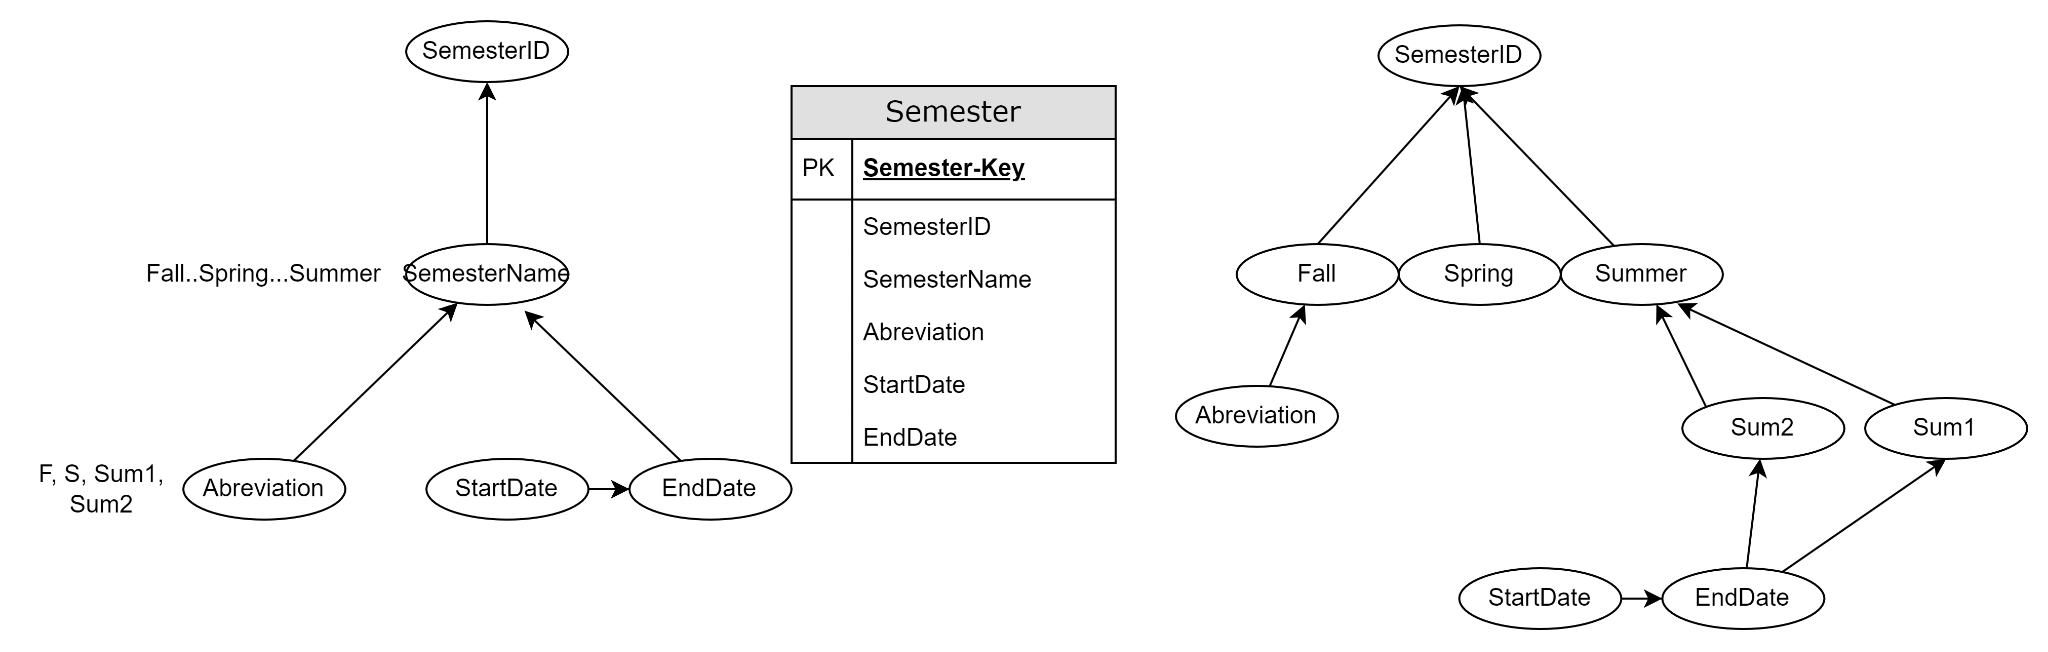 SemesterID
Fall..Spring...Summer
SemesterName
F, S, Sum1,
Sum2
Abreviation
StartDate
EndDate
Semester
PK
Semester-Key
SemesterID
SemesterName
Abreviation
StartDate
EndDate
SemesterID
Fall
Spring
Summer
Abreviation
Sum2
Sum1
StartDate
EndDate